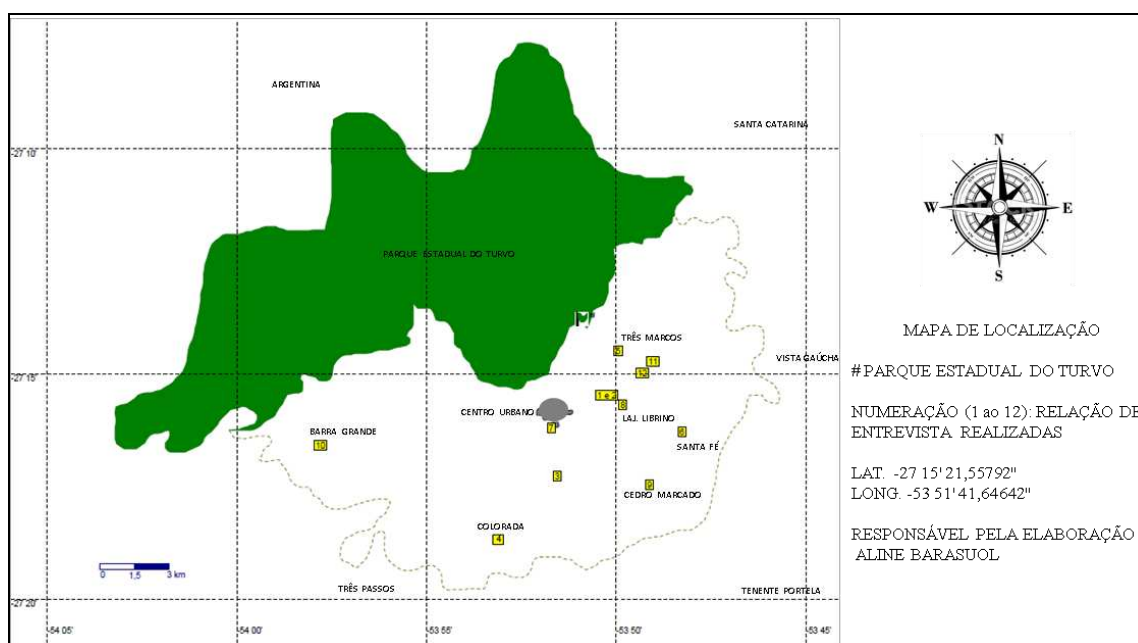 ARGENTINA
SANTA CATARINA
-27 10'
PARQUE ESTADUAL DO TURVO
TRÊS MARCOS
5
11
VISTA GAÚCHA
12
-27 15'
1 e 2
CENTRO URBANO
8
LAJ. LIBRINO
7
6
BARRA GRANDE
10
SANTA FÉ
3
9
CEDRO MARCADO
COLORADA
4
0 1,5 3 km
TRÊS PASSOS
TENENTE PORTELA
-27 20'
-54 05'
-54 00'
-53 55'
-53 50'
-53 45'
N
W
E
S
MAPA DE LOCALIZAÇÃO
#PARQUE ESTADUAL DO TURVO
NUMERAÇÃO (1 ao 12): RELAÇÃO DE
ENTREVISTA REALIZADAS
LAT. -27 15'21,55792"
LONG. -53 51'41,64642"
RESPONSÁVEL PELA ELABORAÇÃO
ALINE BARASUOL